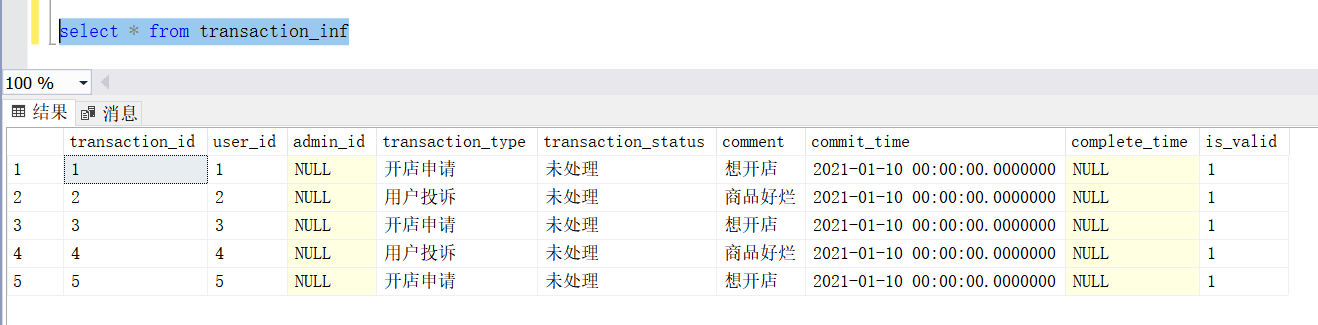 select * from transaction_inf
100 %
结果 消息
transaction_id user_id admin_id transaction_type transaction_status comment commit_time complete_time is_valid
1 1 1 NULL 开店申请 未处理 想开店 2021-01-10 00:00:00.0000000 NULL 1
2 2 2 NULL 用户投诉 未处理 商品好烂 2021-01-10 00:00:00.0000000 NULL 1
3 3 3 NULL 开店申请 未处理 想开店 2021-01-10 00:00:00.0000000 NULL 1
4 4 4 NULL 用户投诉 未处理 商品好烂 2021-01-10 00:00:00.0000000 NULL 1
5 5 5 NULL 开店申请 未处理 想开店 2021-01-10 00:00:00.0000000 NULL 1